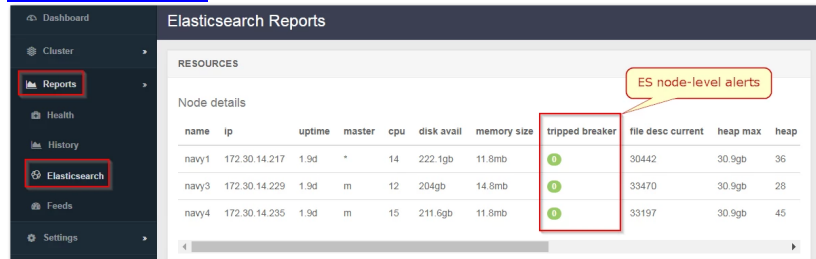 Dashboard
Elasticsearch Reports
Cluster
RESOURCES
Reports
ES node-level alerts
Node details
Health
name ip uptime master cpu disk avail memory size tripped breaker file desc current heap max heap
History
navy1 172.30.14.217 1.9d * 14 222.1gb 11.8mb 0 30442 30.9gb 36
Elasticsearch
navy3 172.30.14.229 1.9d m 12 204gb 14.8mb 0 33470 30.9gb 28
Feeds
navy4 172.30.14.235 1.9d m 15 211.6gb 11.8mb 0 33197 30.9gb 45
Settings